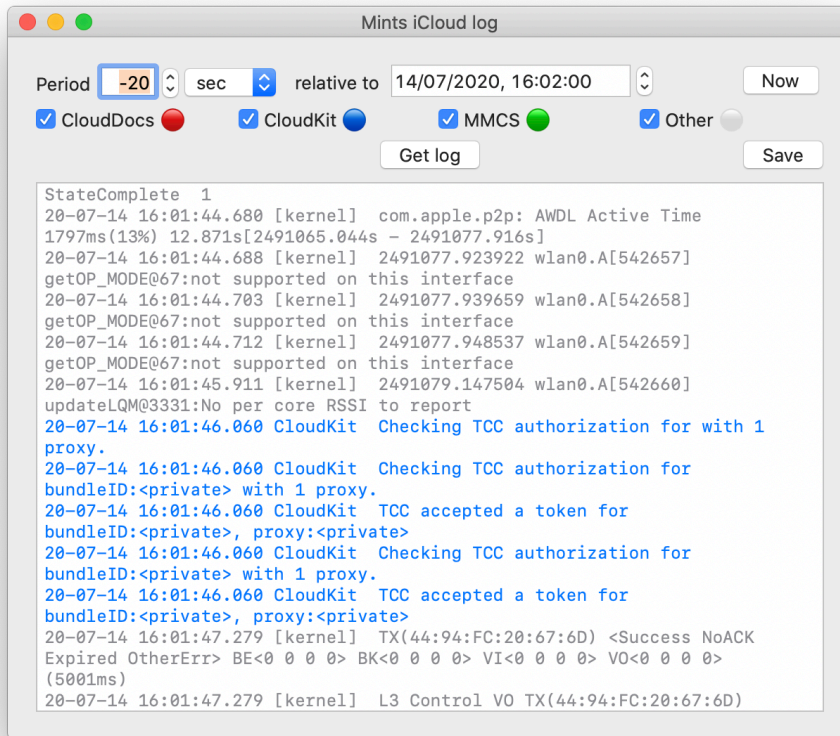 Mints iCloud log
Period -20 sec relative to 14/07/2020, 16:02:00 Now
CloudDocs CloudKit MMCS Other
Get log Save
StateComplete  1
20-07-14 16:01:44.680 [kernel]  com.apple.p2p: AWDL Active Time
1797ms(13%) 12.871s[2491065.044s - 2491077.916s]
20-07-14 16:01:44.688 [kernel]  2491077.923922 wlan0.A[542657]
getOP_MODE@67:not supported on this interface
20-07-14 16:01:44.703 [kernel]  2491077.939659 wlan0.A[542658]
getOP_MODE@67:not supported on this interface
20-07-14 16:01:44.712 [kernel]  2491077.948537 wlan0.A[542659]
getOP_MODE@67:not supported on this interface
20-07-14 16:01:45.911 [kernel]  2491079.147504 wlan0.A[542660]
updateLQM@3331:No per core RSSI to report
20-07-14 16:01:46.060 CloudKit  Checking TCC authorization for with 1
proxy.
20-07-14 16:01:46.060 CloudKit  Checking TCC authorization for
bundleID:<private> with 1 proxy.
20-07-14 16:01:46.060 CloudKit  TCC accepted a token for
bundleID:<private>, proxy:<private>
20-07-14 16:01:46.060 CloudKit  Checking TCC authorization for
bundleID:<private> with 1 proxy.
20-07-14 16:01:46.060 CloudKit  TCC accepted a token for
bundleID:<private>, proxy:<private>
20-07-14 16:01:47.279 [kernel]  TX(44:94:FC:20:67:6D) <Success NoACK
Expired OtherErr> BE<0 0 0 0> BK<0 0 0 0> VI<0 0 0 0> VO<0 0 0 0>
(5001ms)
20-07-14 16:01:47.279 [kernel]  L3 Control VO TX(44:94:FC:20:67:6D)